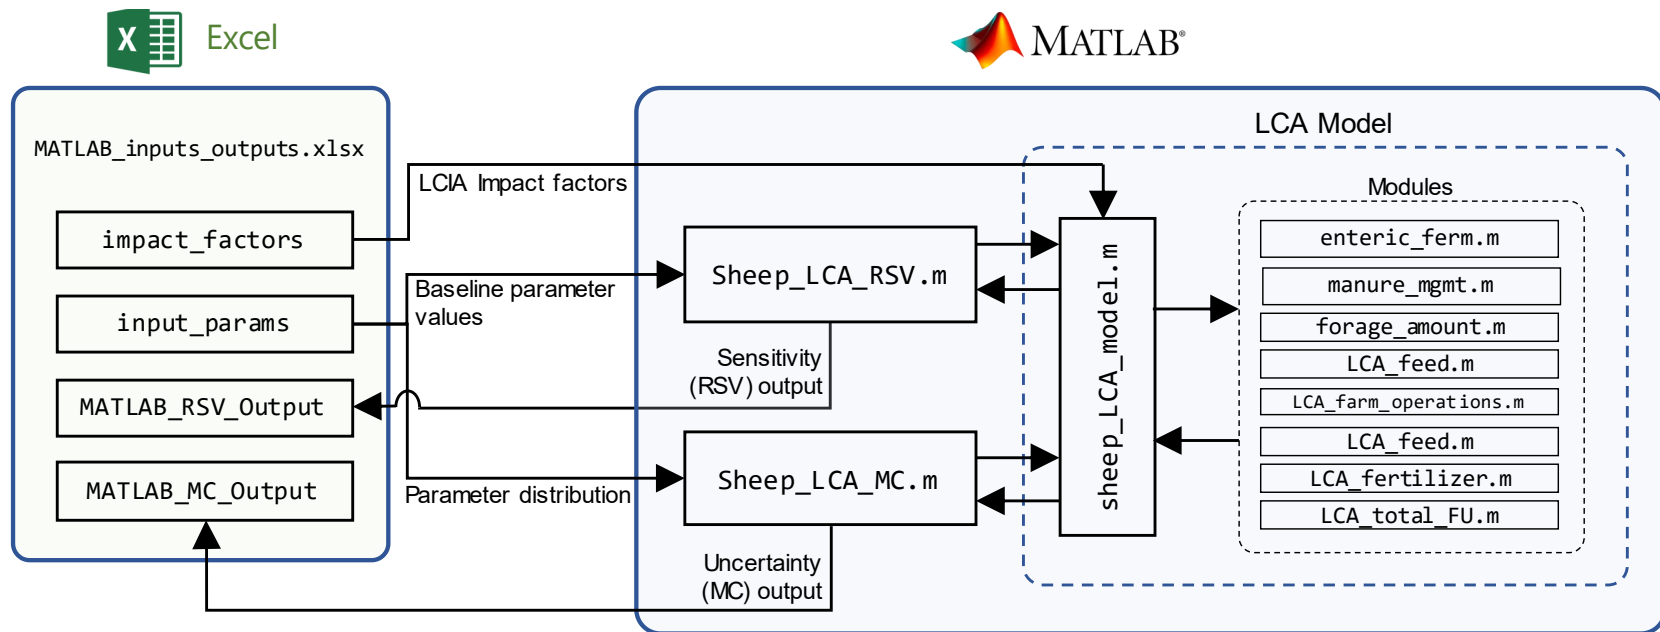 Excel
MATLAB®
MATLAB_inputs_outputs.xlsx
impact_factors
input_params
MATLAB_RSV_Output
MATLAB_MC_Output
LCIA Impact factors
Baseline parameter
values
Parameter distribution
Sheep_LCA_RSV.m
Sensitivity
(RSV) output
Sheep_LCA_MC.m
Uncertainty
(MC) output
LCA Model
sheep_LCA_model.m
Modules
enteric_ferm.m
manure_mgmt.m
forage_amount.m
LCA_feed.m
LCA_farm_operations.m
LCA_feed.m
LCA_fertilizer.m
LCA_total_FU.m